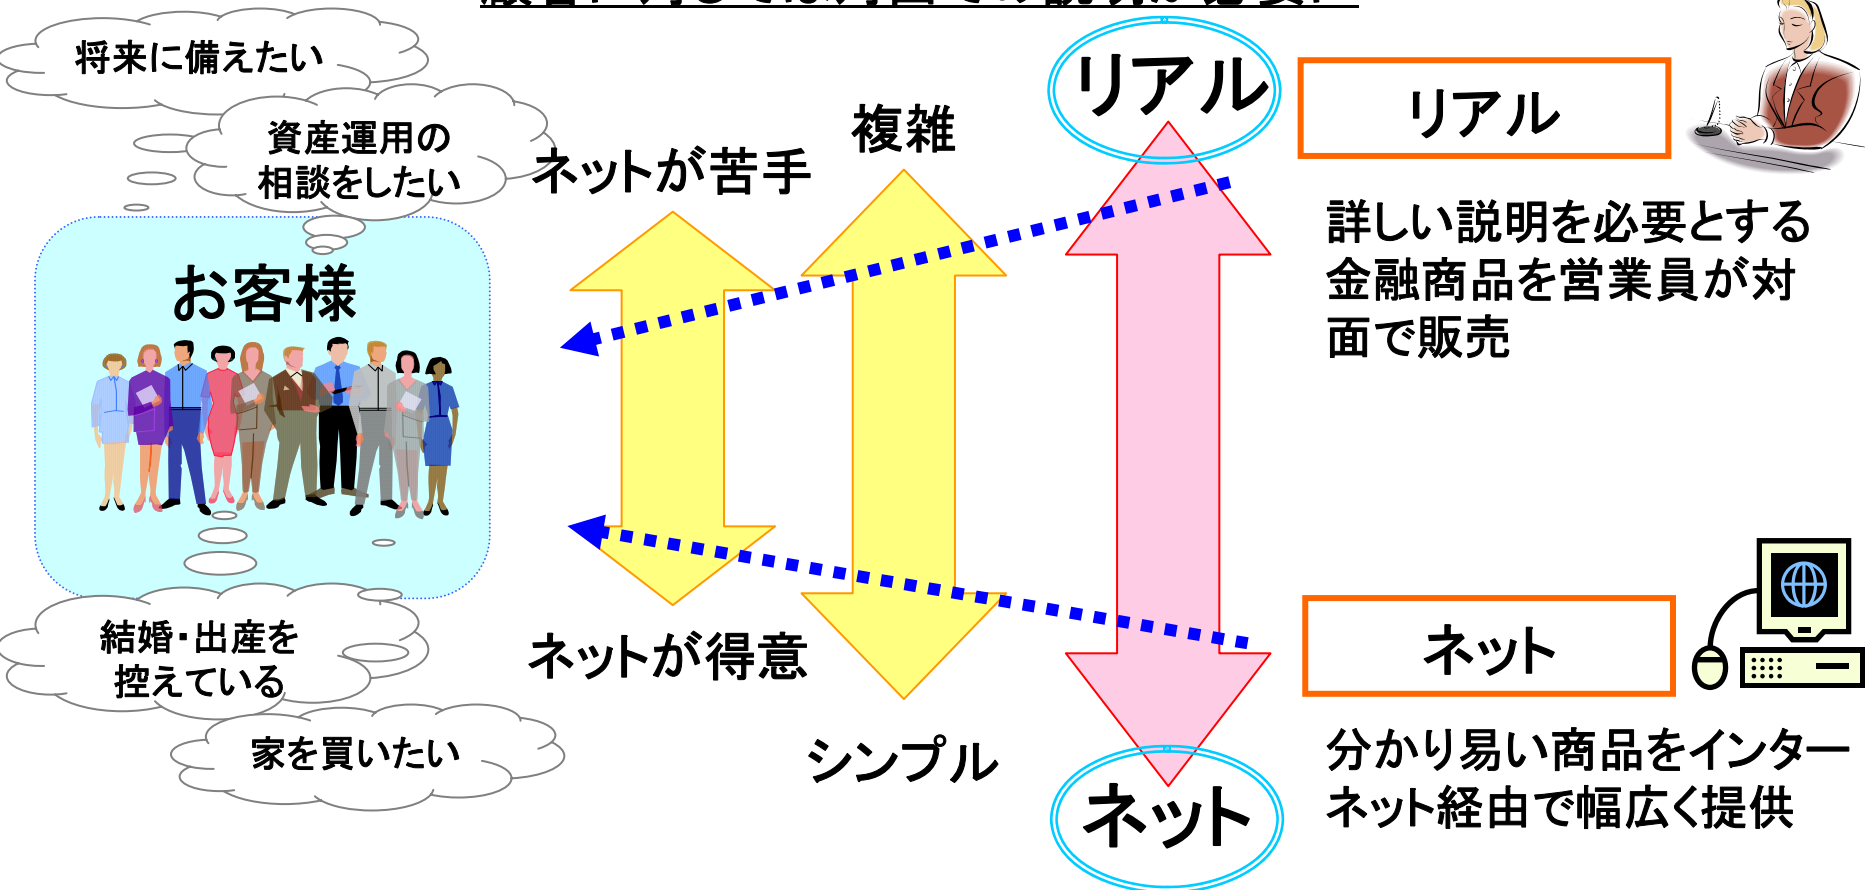 将来に備えたい
資産運用の
相談をしたい
お客様
結婚・出産を
控えている
家を買いたい
ネットが苦手
ネットが得意
複雑
シンプル
リアル
ネット
リアル
詳しい説明を必要とする
金融商品を営業員が対
面で販売
ネット
分かり易い商品をインター
ネット経由で幅広く提供